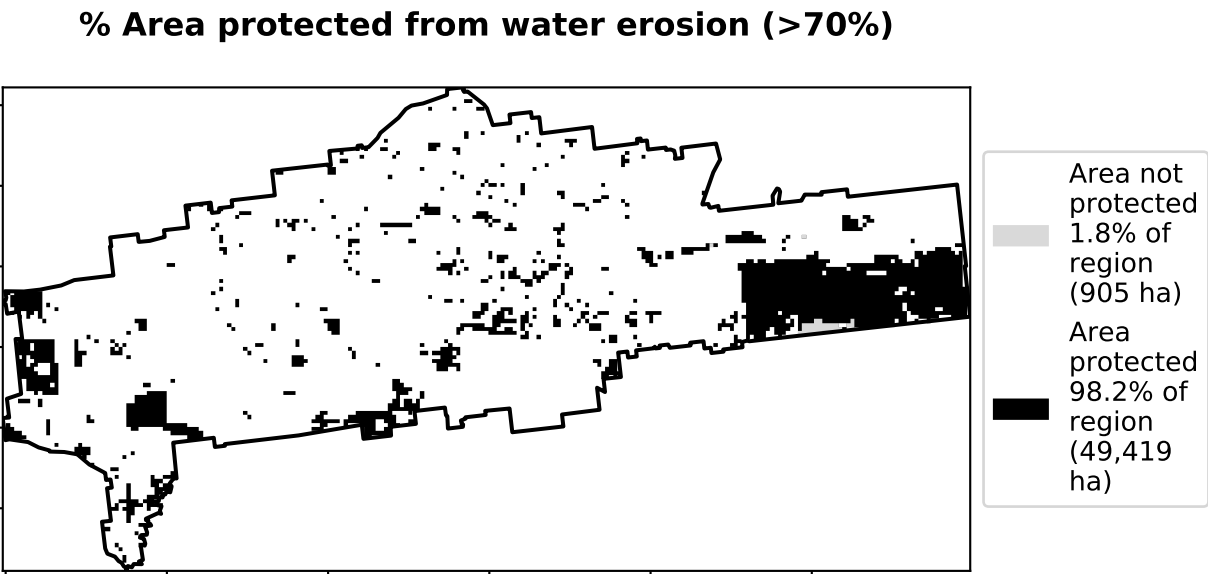 % Area protected from water erosion (>70%)
Area not
protected
1.8% of
region
(905 ha)
Area
protected
98.2% of
region
(49,419
ha)